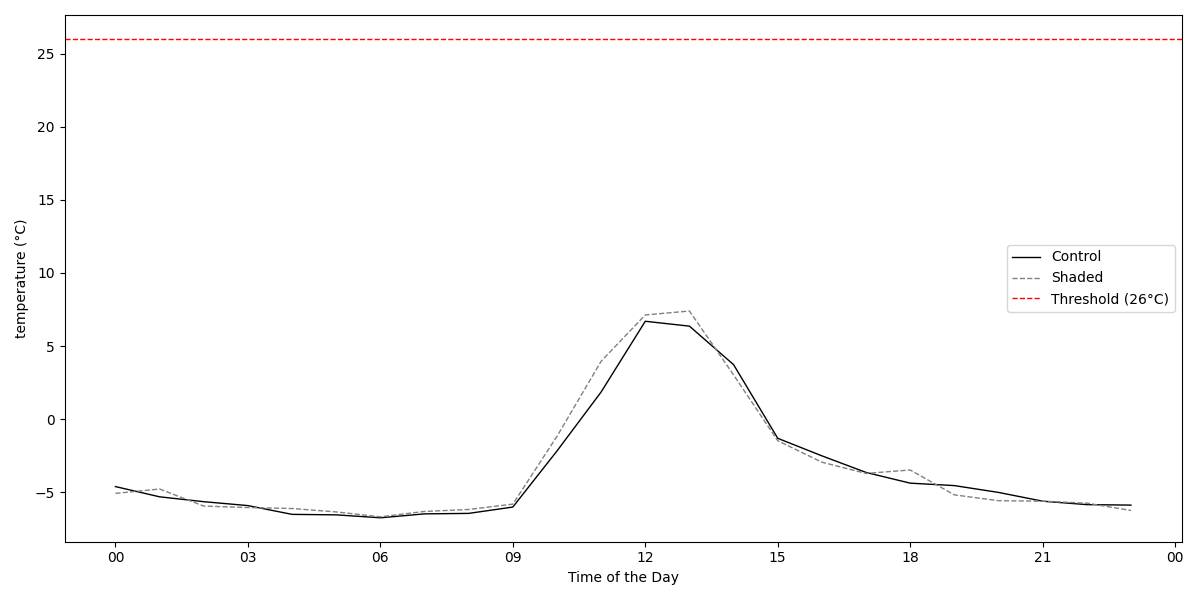 25
20
15
10
5
0
−5
temperature (°C)
Control
Shaded
Threshold (26°C)
00 03 06 09 12 15 18 21 00
Time of the Day